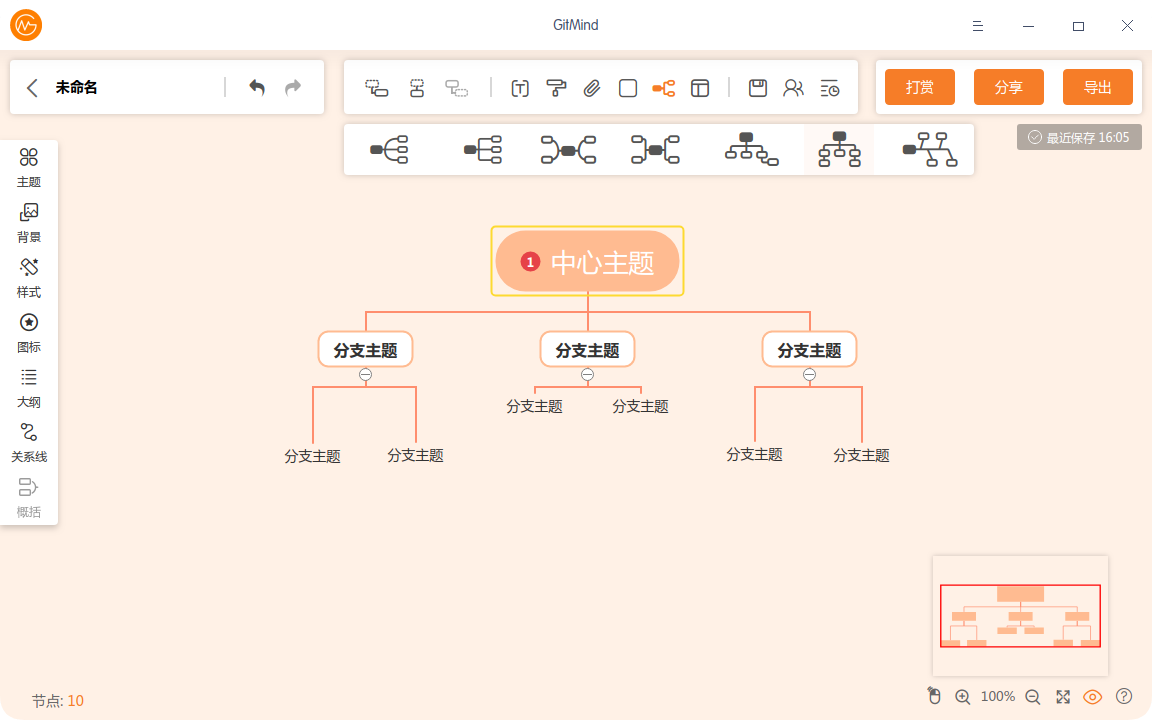 GitMind
未命名
打赏
分享
导出
最近保存 16:05
主题
背景
样式
图标
大纲
关系线
概括
1 中心主题
分支主题 分支主题 分支主题
分支主题 分支主题
分支主题 分支主题 分支主题 分支主题
节点: 10
100%